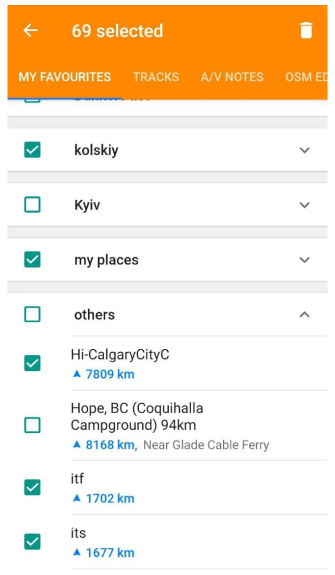 69 selected
MY FAVOURITES TRACKS A/V NOTES OSM ED
kolskiy
Kyiv
my places
others
Hi-CalgaryCityC
7809 km
Hope, BC (Coquihalla
Campground) 94km
8168 km, Near Glade Cable Ferry
itf
1702 km
its
1677 km